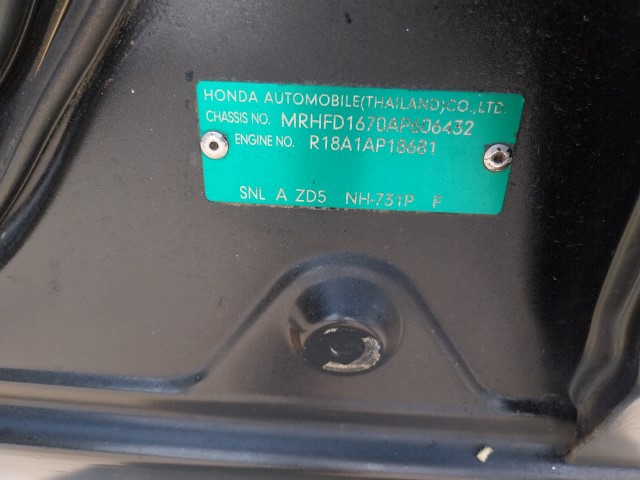 HONDA AUTOMOBILE(THAILAND)CO.,LTD.
CHASSIS NO. MRHFD1670AP606432
ENGINE NO. R18A1AP18681
SNL A ZD5 NH-731P F